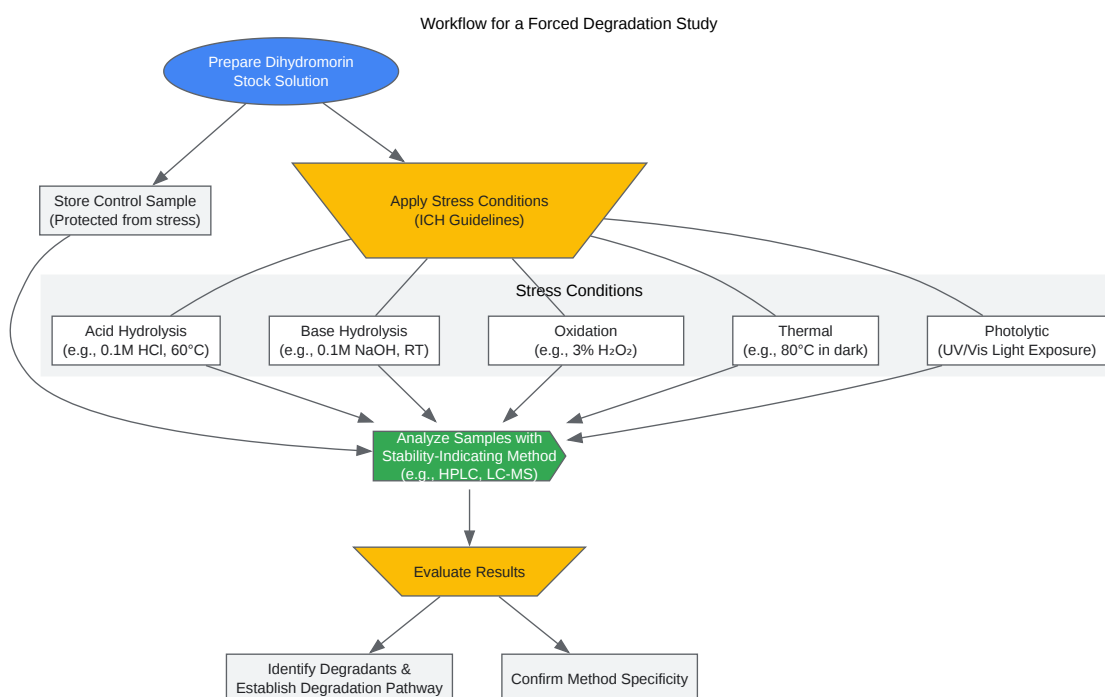 Workflow for a Forced Degradation Study
Prepare Dihydromorin
Stock Solution
Store Control Sample
(Protected from stress)
Apply Stress Conditions
(ICH Guidelines)
Stress Conditions
Acid Hydrolysis
(e.g., 0.1M HCl, 60°C)
Base Hydrolysis
(e.g., 0.1M NaOH, RT)
Oxidation
(e.g., 3% H₂O₂)
Thermal
(e.g., 80°C in dark)
Photolytic
(UV/Vis Light Exposure)
Analyze Samples with
Stability-Indicating Method
(e.g., HPLC, LC-MS)
Evaluate Results
Identify Degradants &
Establish Degradation Pathway
Confirm Method Specificity